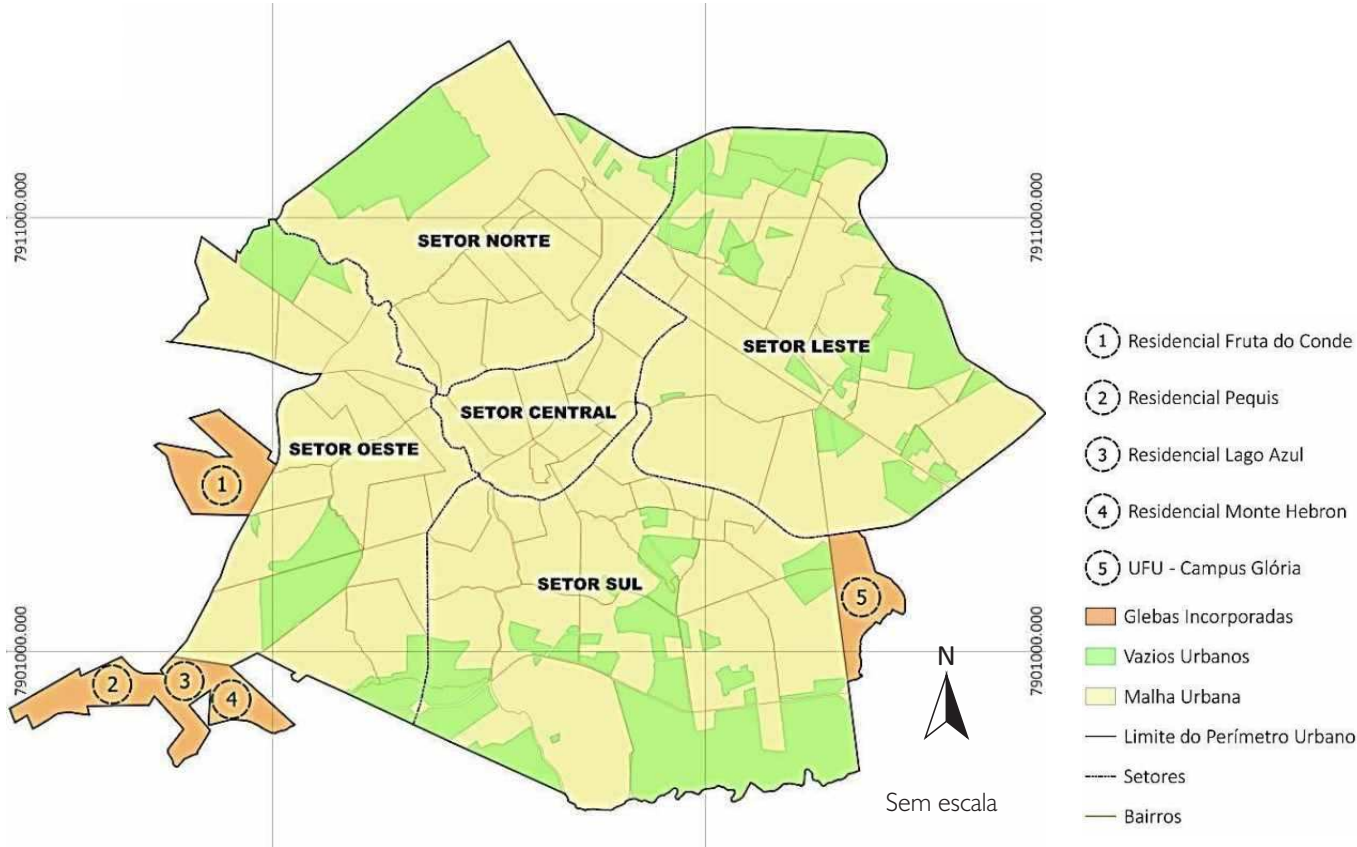 7911000.000
7911000.000
SETOR NORTE
SETOR LESTE
SETOR CENTRAL
SETOR OESTE
SETOR SUL
1
5
2
3
4
7901000.000
7901000.000
N
Sem escala
1 Residencial Fruta do Conde
2 Residencial Pequis
3 Residencial Lago Azul
4 Residencial Monte Hebron
5 UFU - Campus Glória
Glebas Incorporadas
Vazios Urbanos
Malha Urbana
Limite do Perímetro Urbano
Setores
Bairros